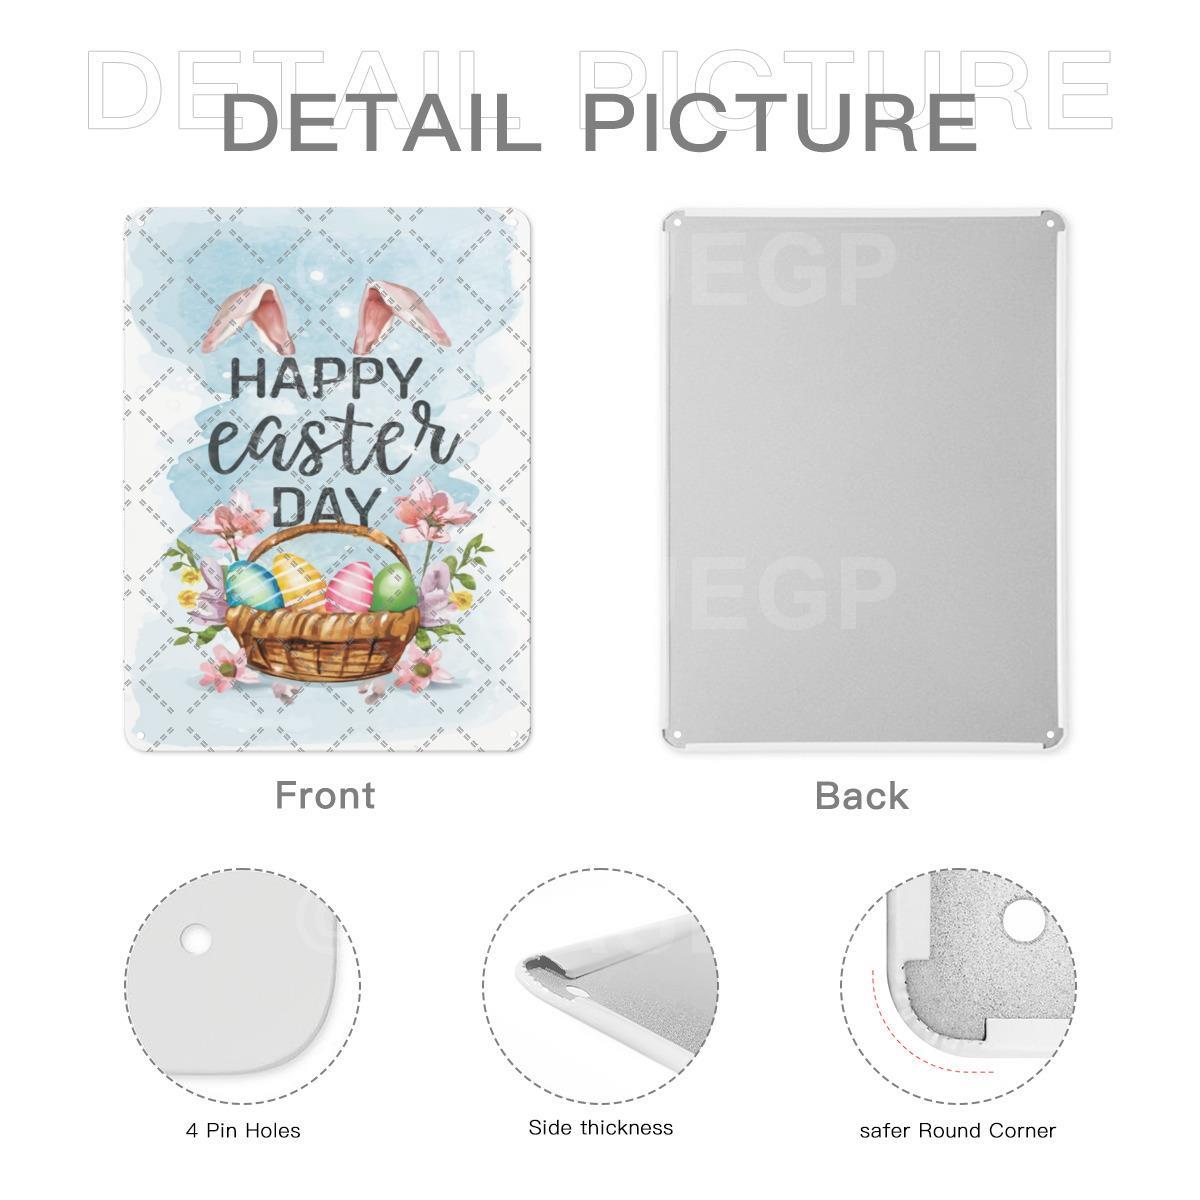 DETAIL PICTURE
DETAIL PICTURE
HAPPY
easter
DAY
EGP
EGP
Front
Back
4 Pin Holes
Side thickness
safer Round Corner